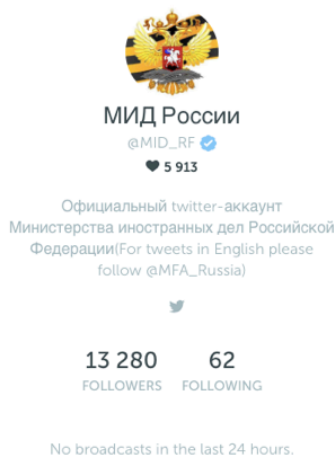 МИД России
@MID_RF
5 913
Официальный twitter-аккаунт
Министерства иностранных дел Российской
Федерации(For tweets in English please
follow @MFA_Russia)
13 280 62
FOLLOWERS FOLLOWING
No broadcasts in the last 24 hours.